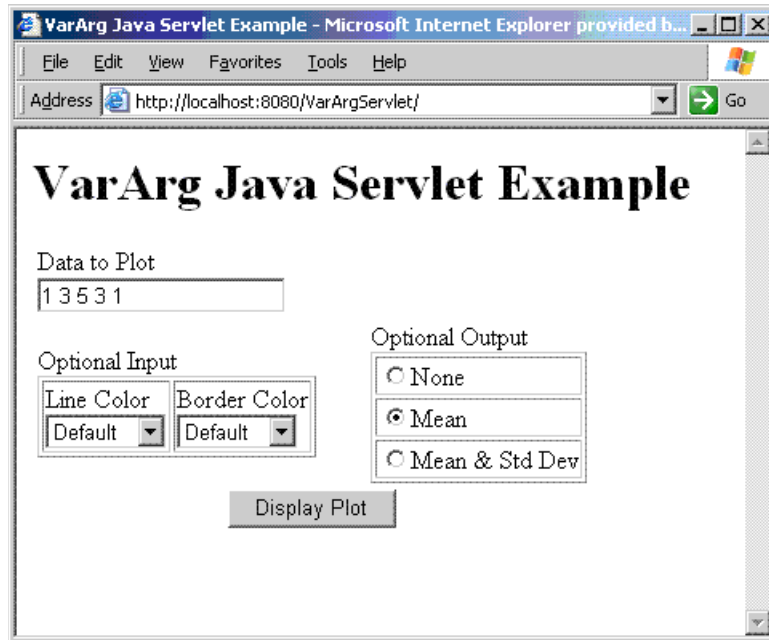 VarArg Java Servlet Example - Microsoft Internet Explorer provided b...
File Edit View Favorites Tools Help
Address http://localhost:8080/VarArgServlet/ Go
VarArg Java Servlet Example
Data to Plot
1 3 5 3 1
Optional Input
Line Color Border Color
Default Default
Optional Output
None
Mean
Mean & Std Dev
Display Plot